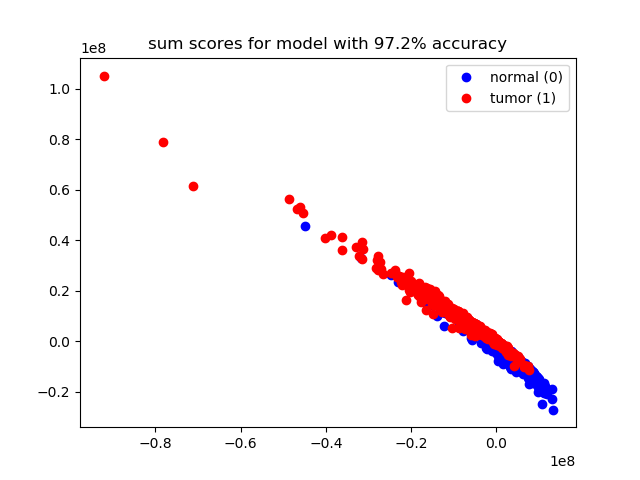 sum scores for model with 97.2% accuracy
1e8
normal (0)
tumor (1)
1.0
0.8
0.6
0.4
0.2
0.0
−0.2
−0.8 −0.6 −0.4 −0.2 0.0
1e8